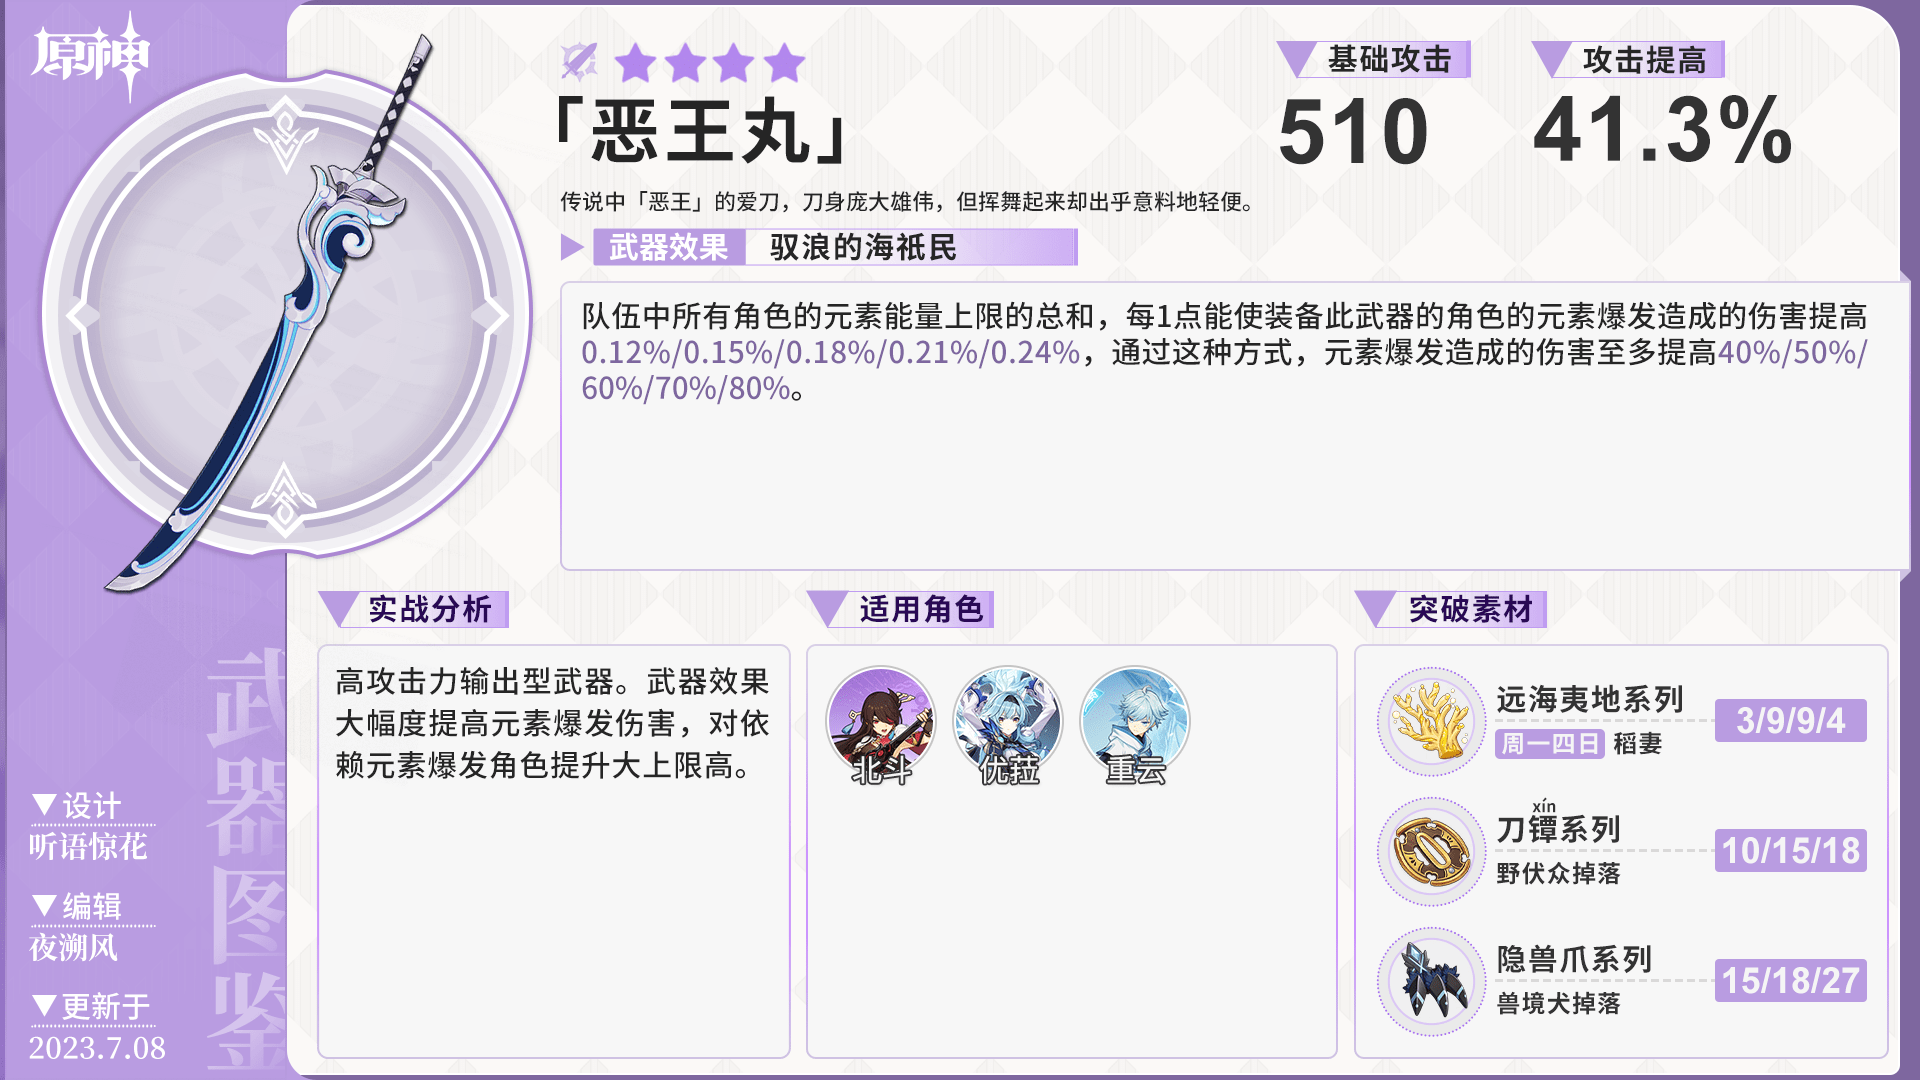 原神
「恶王丸」
基础攻击
510
攻击提高
41.3%
传说中「恶王」的爱刀，刀身庞大雄伟，但挥舞起来却出乎意料地轻便。
武器效果
驭浪的海祇民
队伍中所有角色的元素能量上限的总和，每1点能使装备此武器的角色的元素爆发造成的伤害提高
0.12%/0.15%/0.18%/0.21%/0.24%，通过这种方式，元素爆发造成的伤害至多提高40%/50%/
60%/70%/80%。
实战分析
高攻击力输出型武器。武器效果
大幅度提高元素爆发伤害，对依
赖元素爆发角色提升大上限高。
适用角色
北斗
优菈
重云
突破素材
远海夷地系列
3/9/9/4
周一四日 稻妻
xín
刀镡系列
10/15/18
野伏众掉落
隐兽爪系列
15/18/27
兽境犬掉落
武器图鉴
▼设计
听语惊花
▼编辑
夜溯风
▼更新于
2023.7.08